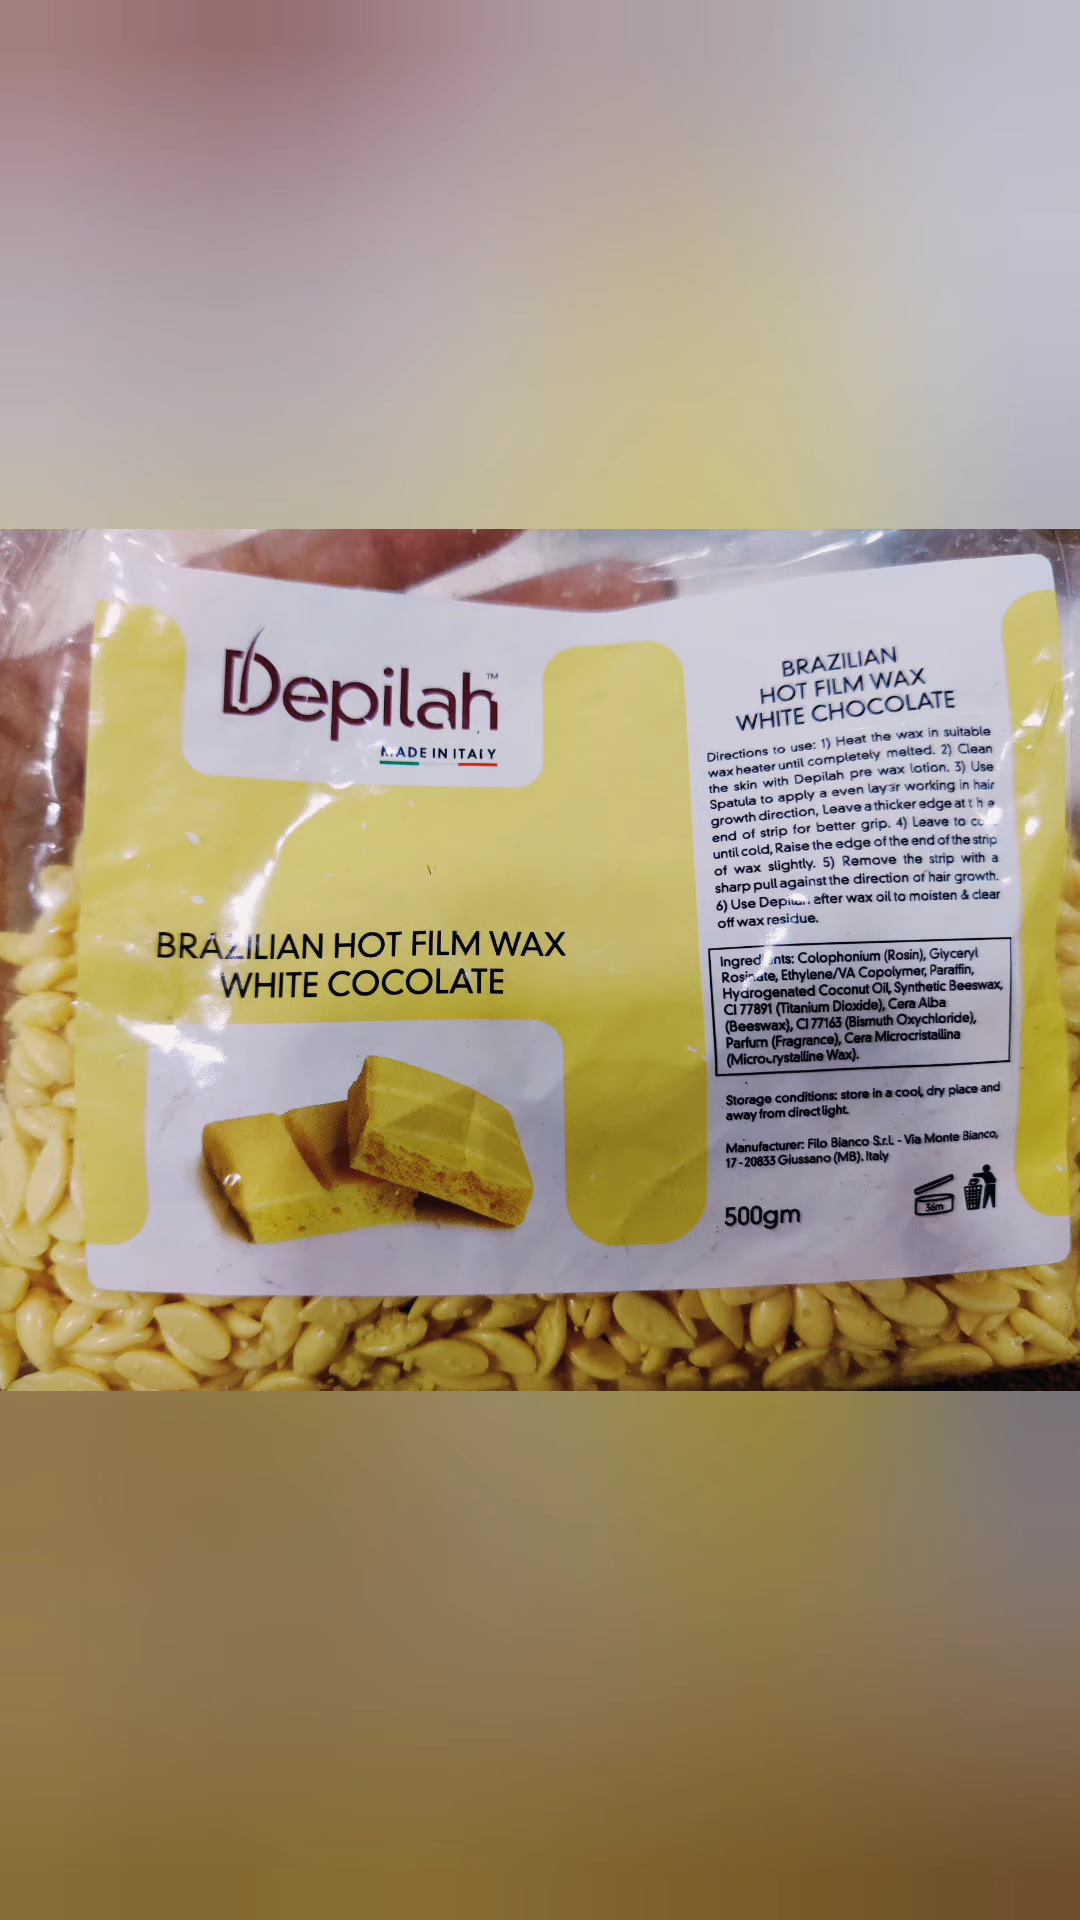 Depilah™
MADE IN ITALY
BRAZILIAN HOT FILM WAX
WHITE COCOLATE
BRAZILIAN
HOT FILM WAX
WHITE CHOCOLATE
Directions to use: 1) Heat the wax in suitable
wax heater until completely melted. 2) Clean
the skin with Depilah pre wax lotion. 3) Use
Spatula to apply a even layer working in hair
growth direction, Leave a thicker edge at the
end of strip for better grip. 4) Leave to
until cold, Raise the edge of the end of the strip
of wax slightly. 5) Remove the strip with a
sharp pull against the direction of hair growth.
6) Use Depilah after wax oil to moisten & clear
off wax residue.
Ingredients: Colophonium (Rosin), Glyceryl
Rosinate, Ethylene/VA Copolymer, Paraffin,
Hydrogenated Coconut Oil, Synthetic Beeswax,
CI 77891 (Titanium Dioxide), Cera Alba
(Beeswax), CI 77163 (Bismuth Oxychloride),
Parfum (Fragrance), Cera Microcristallina
(Microcrystalline Wax).
Storage conditions: store in a cool, dry place and
away from direct light.
Manufacturer: Filo Bianco S.r.L - Via Monte Bianco,
17 - 20833 Giussano (MB). Italy
500gm
36m